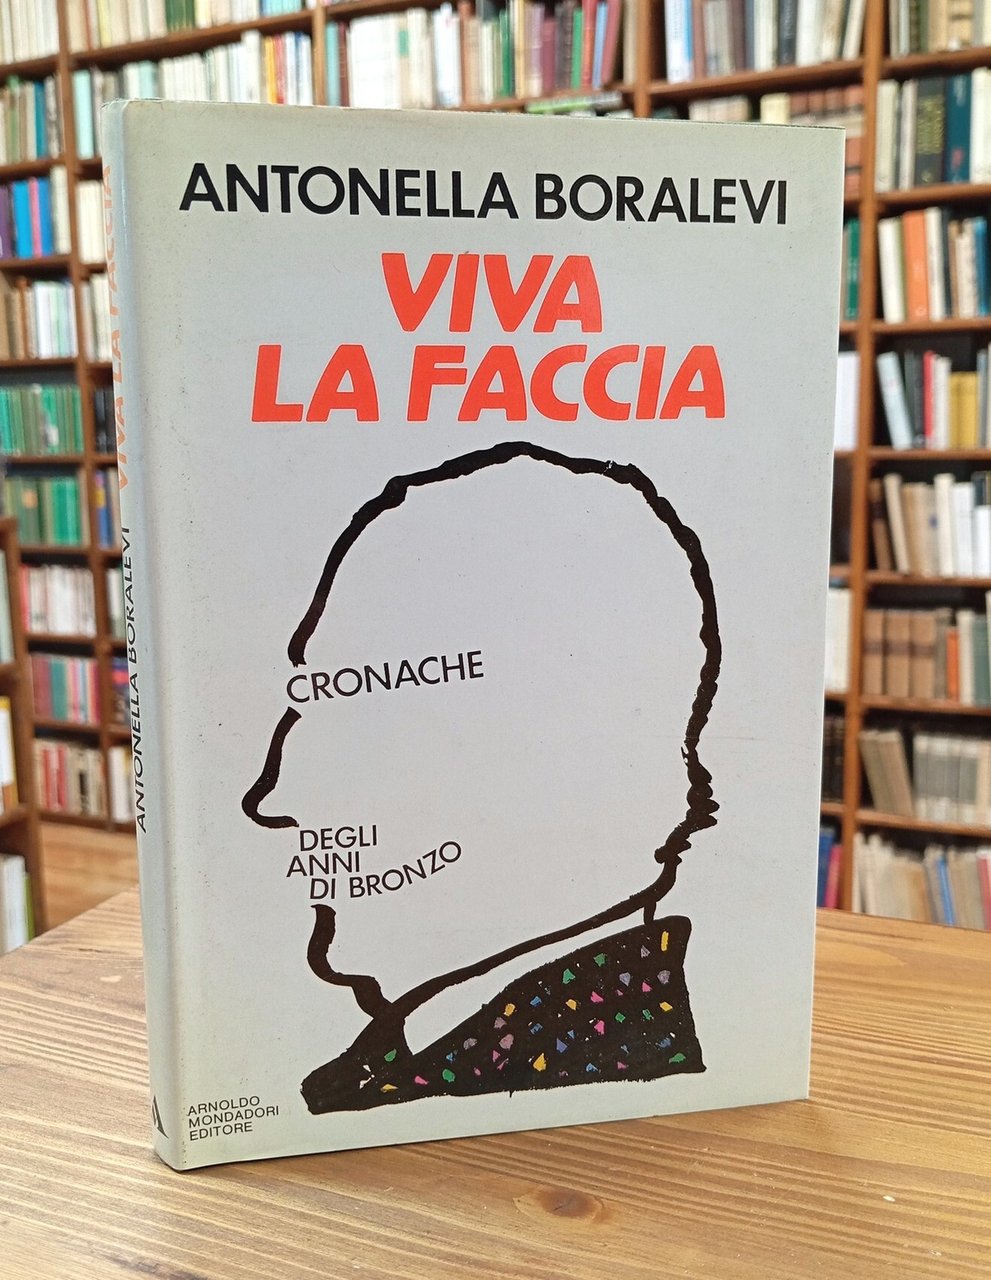 ANTONELLA BORALEVI
VIVA
LA FACCIA
CRONACHE
DEGLI
ANNI
DI BRONZO
ARNOLDO
MONDADORI
EDITORE
ANTONELLA BORALEVI VIVA LA FACCIA